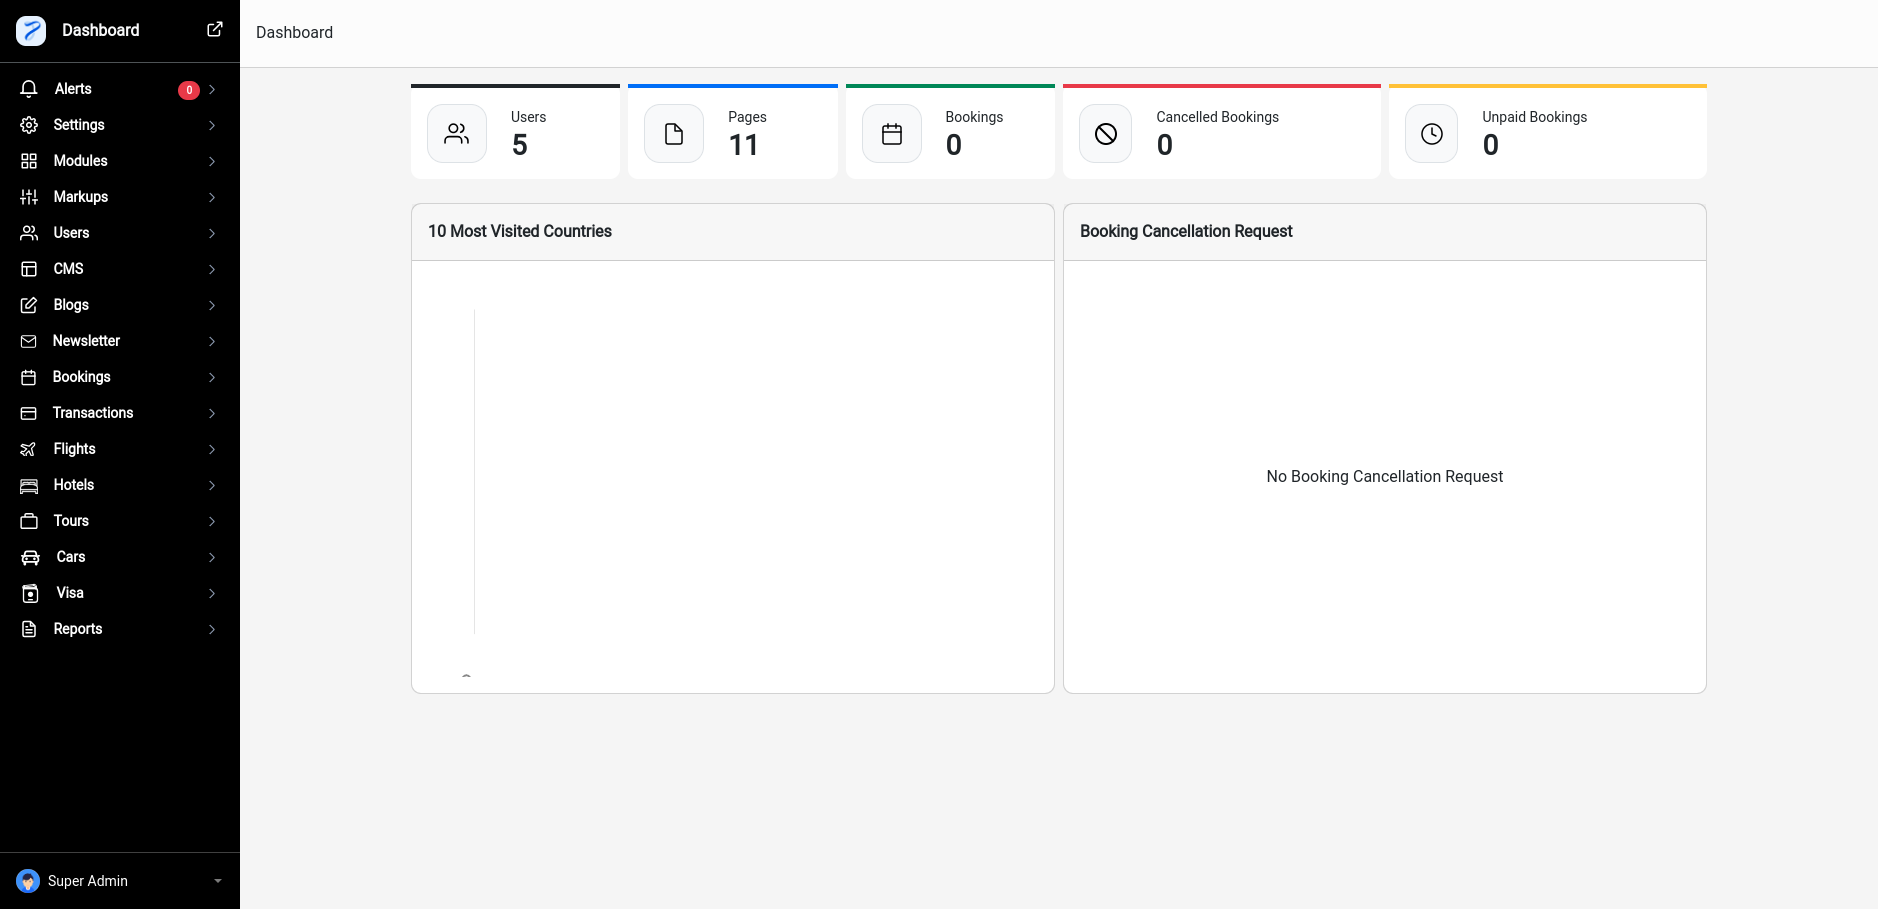 Dashboard
Alerts 0
Settings
Modules
Markups
Users
CMS
Blogs
Newsletter
Bookings
Transactions
Flights
Hotels
Tours
Cars
Visa
Reports
Super Admin
Dashboard
Users
5
Pages
11
Bookings
0
Cancelled Bookings
0
Unpaid Bookings
0
10 Most Visited Countries
Booking Cancellation Request
No Booking Cancellation Request